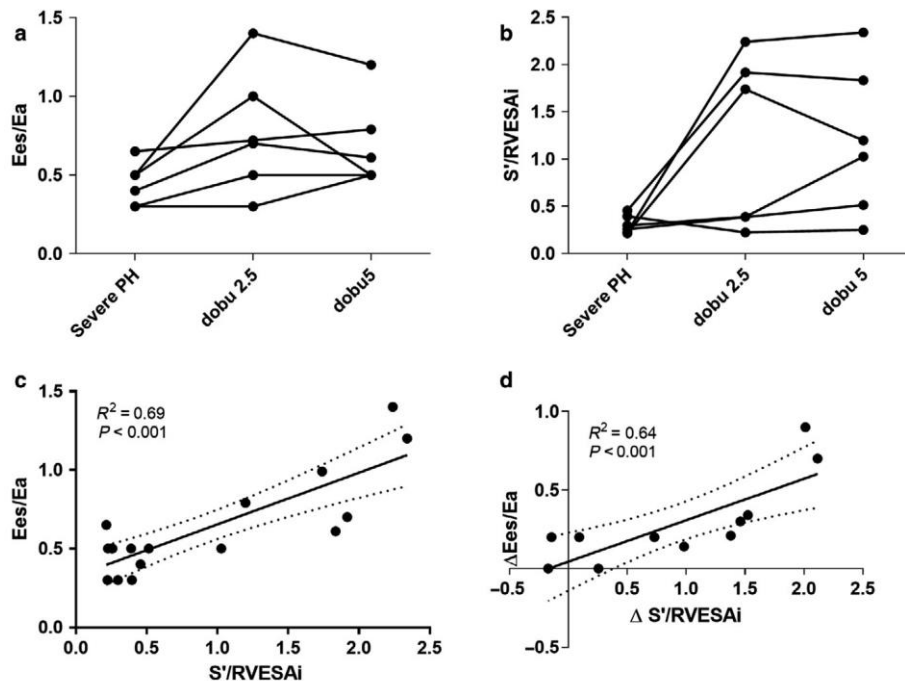 a
1.5
1.0
0.5
0.0
Ees/Ea
Severe PH
dobu 2.5
dobu5
b
2.5
2.0
1.5
1.0
0.5
0.0
S'/RVESAi
Severe PH
dobu 2.5
dobu 5
c
1.5
1.0
0.5
0.0
Ees/Ea
R² = 0.69
P < 0.001
0.0 0.5 1.0 1.5 2.0 2.5
S'/RVESAi
d
1.0
0.5
0.0
−0.5
ΔEes/Ea
R² = 0.64
P < 0.001
−0.5 0.5 1.0 1.5 2.0 2.5
Δ S'/RVESAi